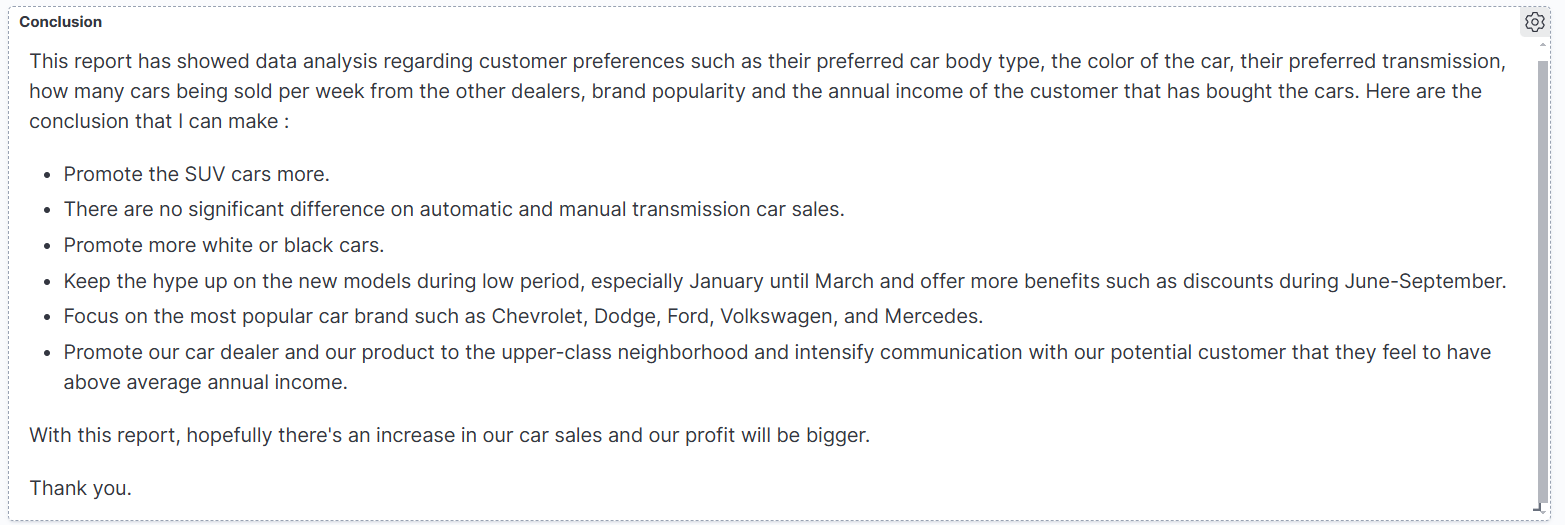 Conclusion
This report has showed data analysis regarding customer preferences such as their preferred car body type, the color of the car, their preferred transmission,
how many cars being sold per week from the other dealers, brand popularity and the annual income of the customer that has bought the cars. Here are the
conclusion that I can make :
• Promote the SUV cars more.
• There are no significant difference on automatic and manual transmission car sales.
• Promote more white or black cars.
• Keep the hype up on the new models during low period, especially January until March and offer more benefits such as discounts during June-September.
• Focus on the most popular car brand such as Chevrolet, Dodge, Ford, Volkswagen, and Mercedes.
• Promote our car dealer and our product to the upper-class neighborhood and intensify communication with our potential customer that they feel to have
above average annual income.
With this report, hopefully there's an increase in our car sales and our profit will be bigger.
Thank you.